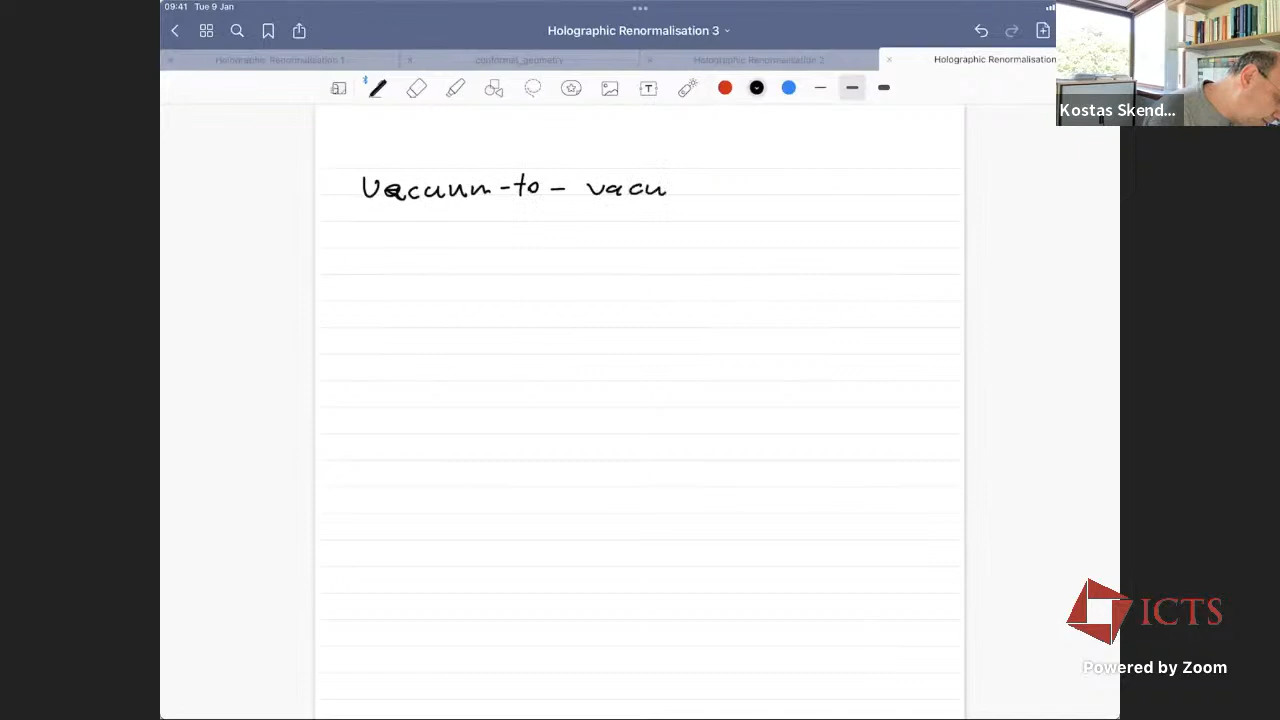 09:41 Tue 9 Jan
Holographic Renormalisation 3
Holographic Renormalisation 1
conformal_geometry
Holographic Renormalisation 2
Holographic Renormalisation
T
Kostas Skend...
Vacuum-to- vacu
ICTS
Powered by Zoom